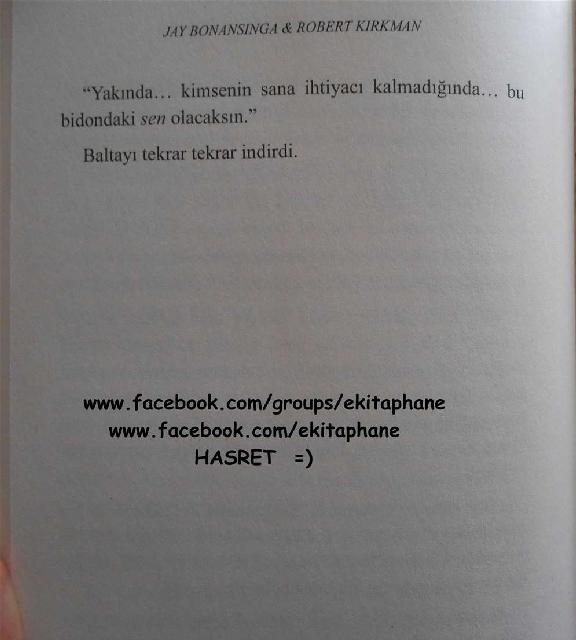 JAY BONANSINGA & ROBERT KIRKMAN
“Yakında... kimsenin sana ihtiyacı kalmadığında... bu
bidondaki sen olacaksın.”
Baltayı tekrar tekrar indirdi.
www.facebook.com/groups/ekitaphane
www.facebook.com/ekitaphane
HASRET =)